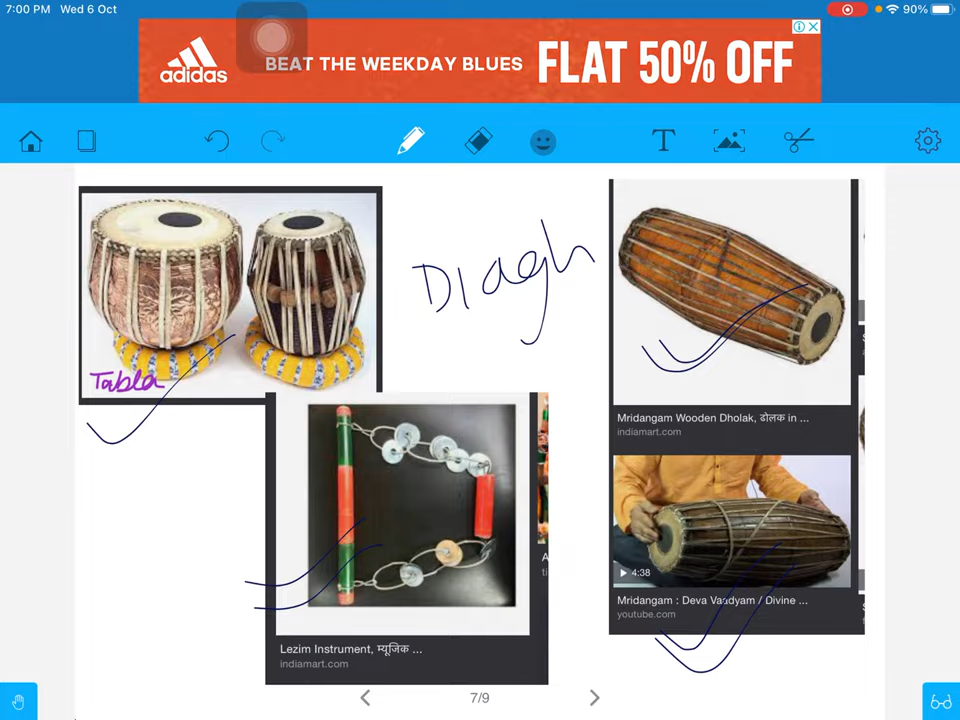 7:00 PM Wed 6 Oct
90%
adidas
BEAT THE WEEKDAY BLUES
FLAT 50% OFF
T
Tabla
Diagh
Mridangam Wooden Dholak, ढोलक in ...
indiamart.com
4:38
Mridangam : Deva Vaadyam / Divine ...
youtube.com
Lezim Instrument, म्यूजिक ...
indiamart.com
7/9